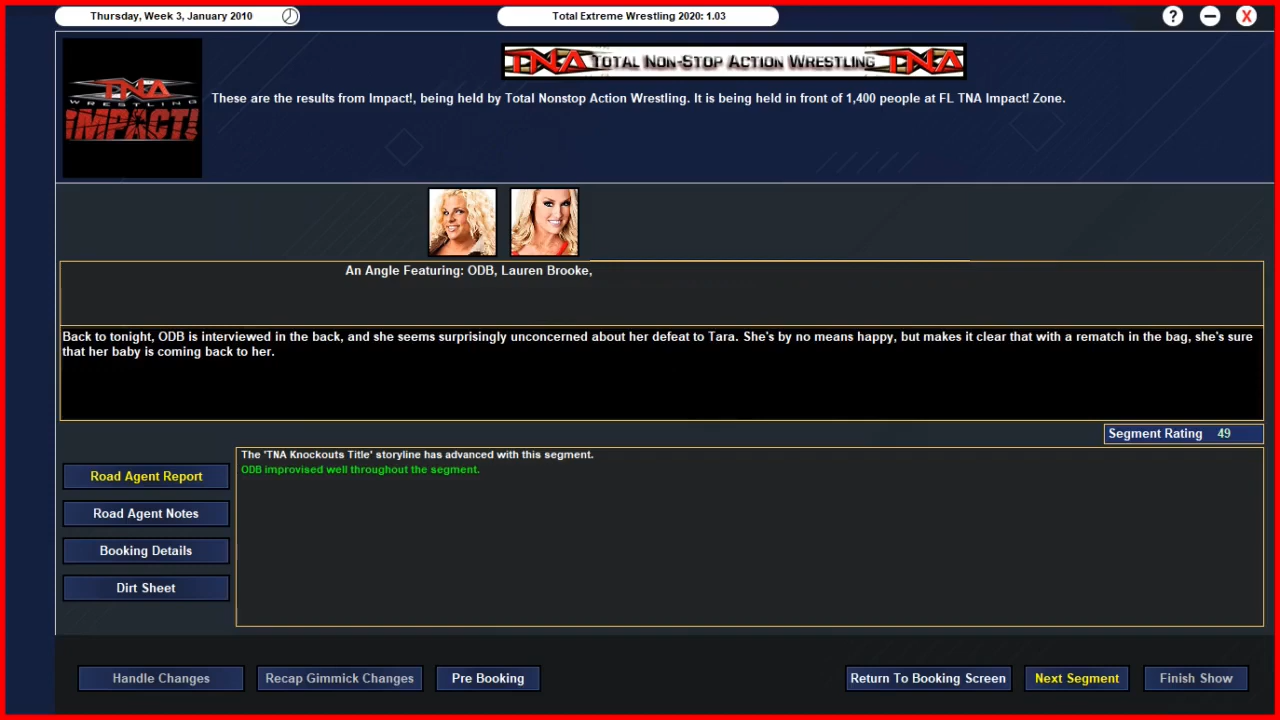 Thursday, Week 3, January 2010
Total Extreme Wrestling 2020: 1.03
?
X
TNA TOTAL NON-STOP ACTION WRESTLING TNA
TNA
WRESTLING
iMPACT!
These are the results from Impact!, being held by Total Nonstop Action Wrestling. It is being held in front of 1,400 people at FL TNA Impact! Zone.
An Angle Featuring: ODB, Lauren Brooke,
Back to tonight, ODB is interviewed in the back, and she seems surprisingly unconcerned about her defeat to Tara. She's by no means happy, but makes it clear that with a rematch in the bag, she's sure
that her baby is coming back to her.
Segment Rating 49
The 'TNA Knockouts Title' storyline has advanced with this segment.
ODB improvised well throughout the segment.
Road Agent Report
Road Agent Notes
Booking Details
Dirt Sheet
Handle Changes
Recap Gimmick Changes
Pre Booking
Return To Booking Screen
Next Segment
Finish Show